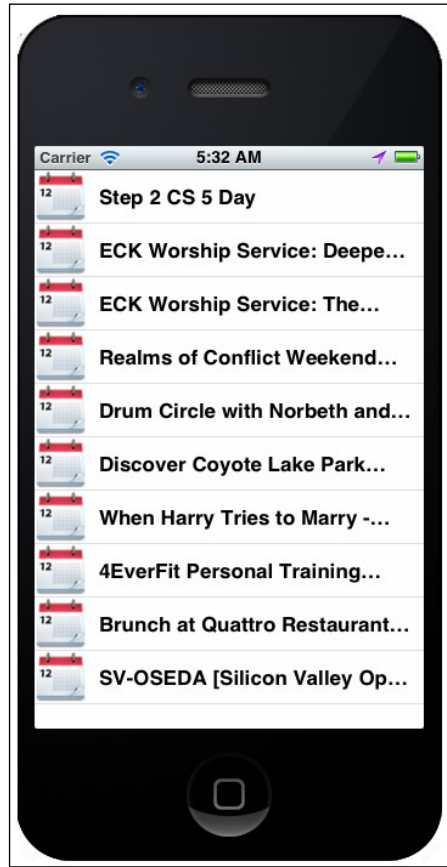 Carrier 5:32 AM
12 Step 2 CS 5 Day
12 ECK Worship Service: Deepe...
12 ECK Worship Service: The...
12 Realms of Conflict Weekend...
12 Drum Circle with Norbeth and...
12 Discover Coyote Lake Park...
12 When Harry Tries to Marry -...
12 4EverFit Personal Training...
12 Brunch at Quattro Restaurant...
12 SV-OSEDA [Silicon Valley Op...